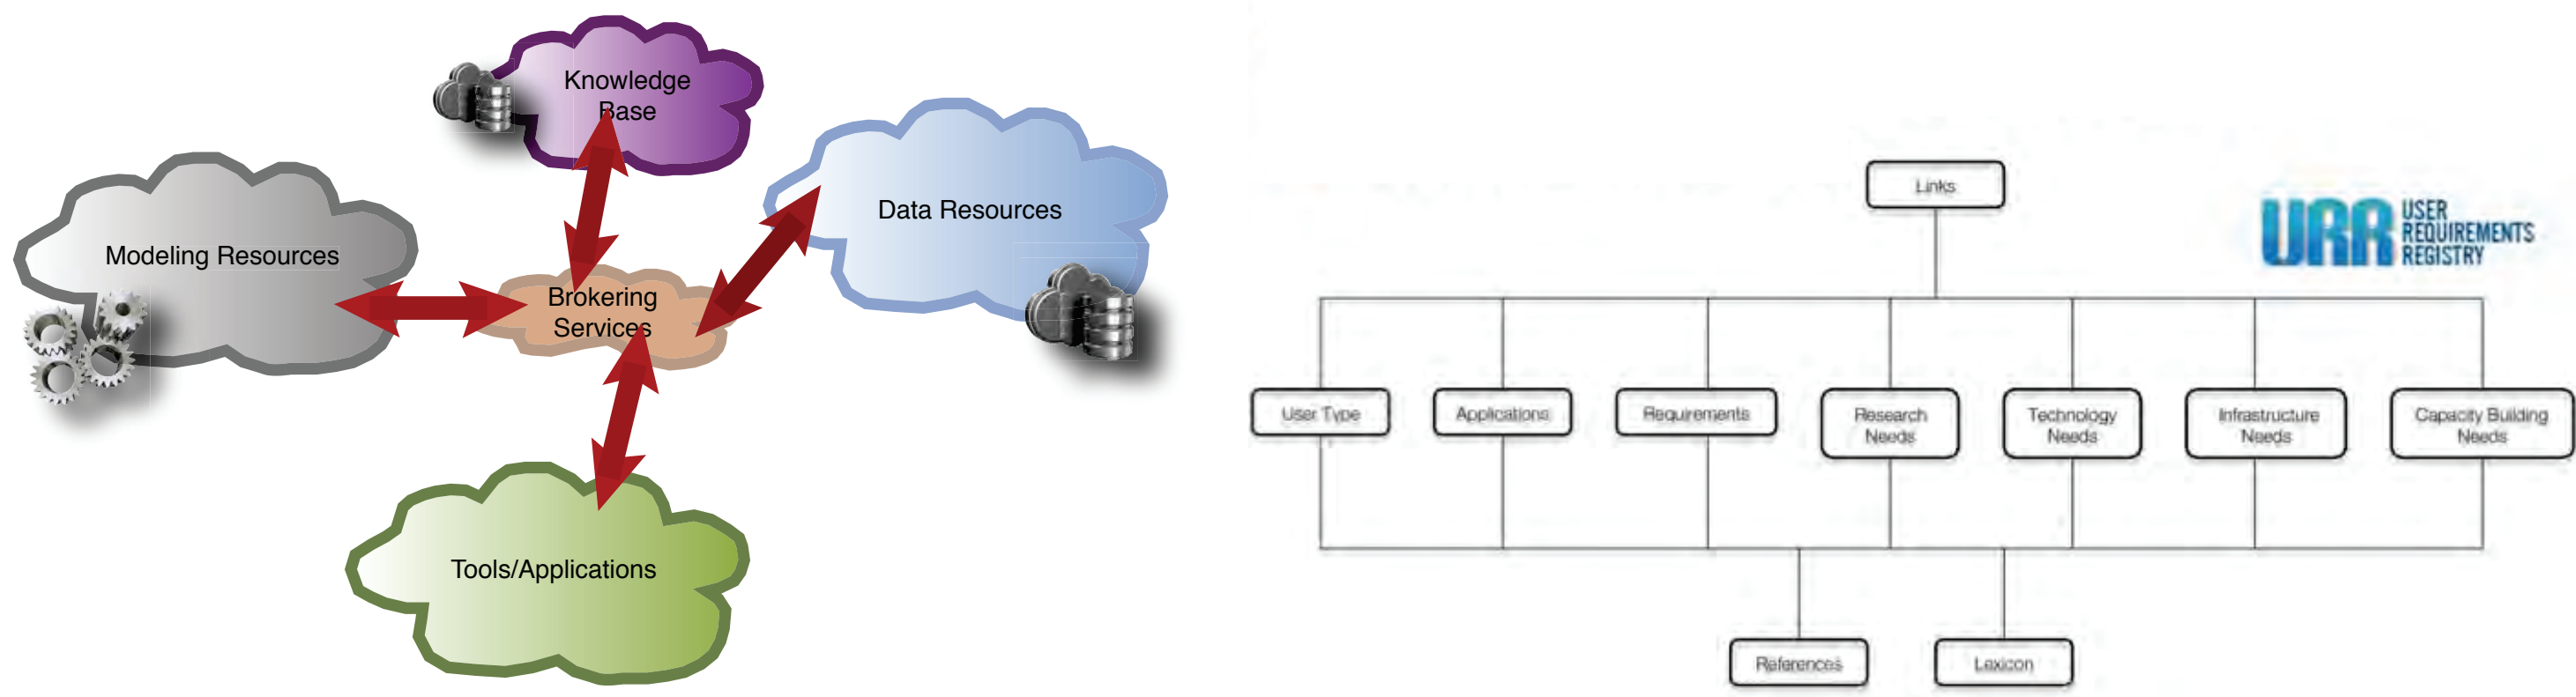 Knowledge
Base
Data Resources
Modeling Resources
Brokering
Services
Tools/Applications
Links
URR
USER
REQUIREMENTS
REGISTRY
User Type
Applications
Requirements
Research
Needs
Technology
Needs
Infrastructure
Needs
Capacity Building
Needs
References
Lexicon